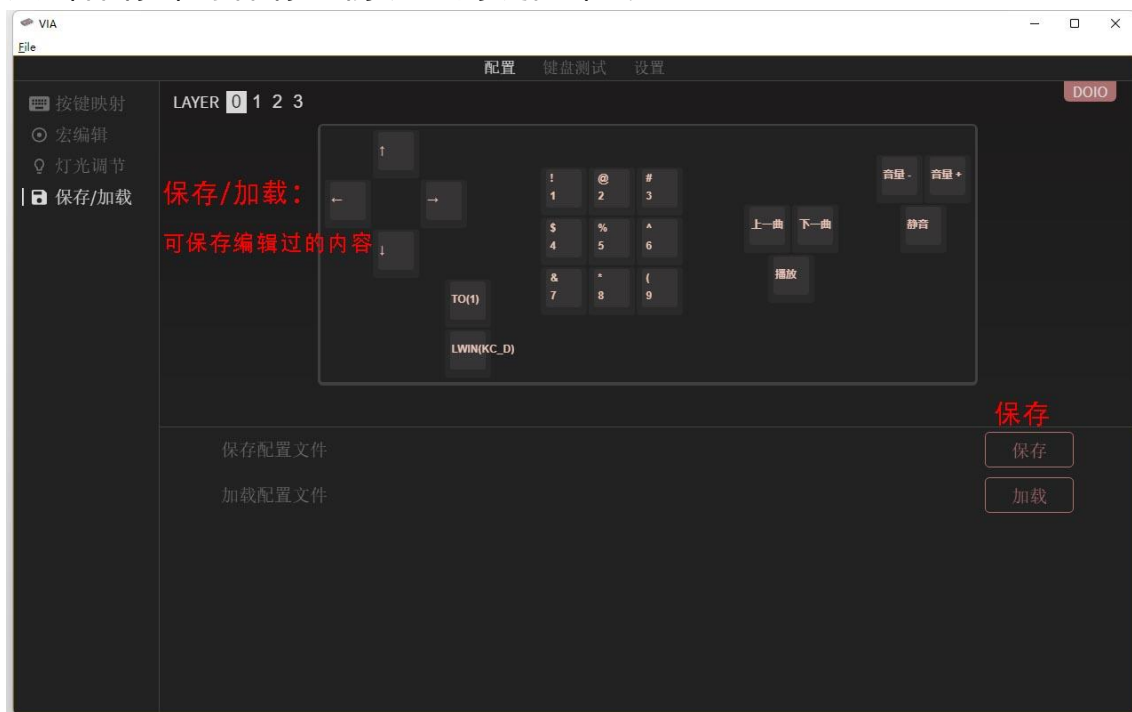 VIA
File
配置 键盘测试 设置
按键映射
宏编辑
灯光调节
保存/加载
LAYER 0 1 2 3
DOIO
保存/加载：
可保存编辑过的内容
↑
← →
↓
TO(1)
LWIN(KC_D)
! @ #
1 2 3
$ % ^
4 5 6
& * (
7 8 9
上一曲 下一曲
播放
音量 - 音量 +
静音
保存
保存配置文件 保存
加载配置文件 加载